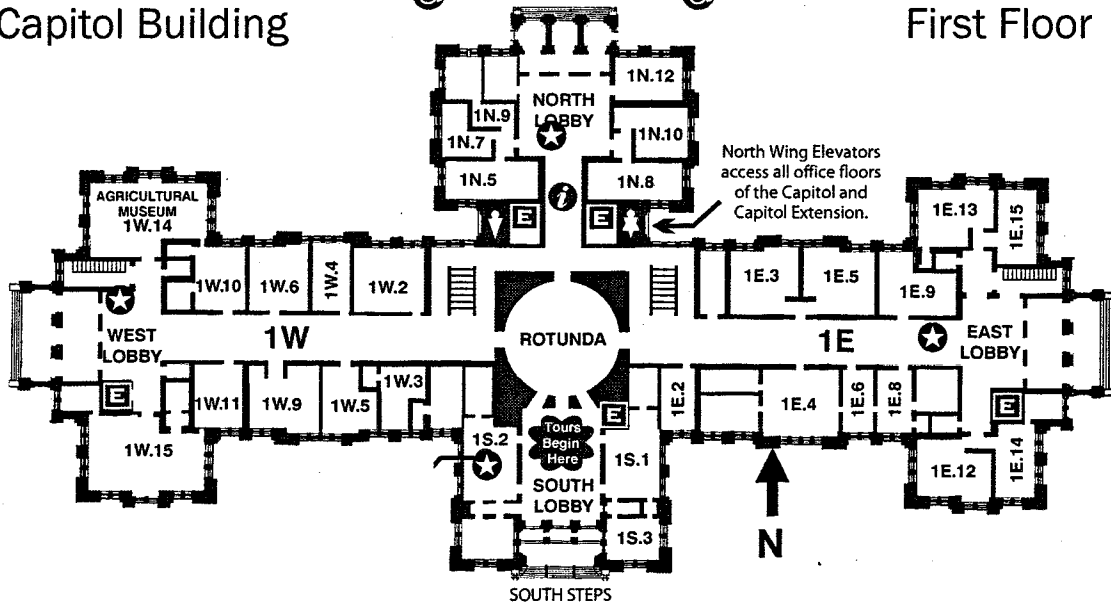 Capitol Building
First Floor
1N.12
NORTH
LOBBY
1N.9
1N.7
1N.10
1N.5
1N.8
i
E
E
North Wing Elevators
access all office floors
of the Capitol and
Capitol Extension.
AGRICULTURAL
MUSEUM
1W.14
1E.13
1E.15
1W.10
1W.6
1W.4
1W.2
1E.3
1E.5
1E.9
WEST
LOBBY
1W
ROTUNDA
1E
EAST
LOBBY
E
1W.11
1W.9
1W.5
1W.3
1E.2
1E.4
1E.6
1E.8
E
E
1W.15
1S.2
Tours
Begin
Here
1S.1
SOUTH
LOBBY
1S.3
1E.12
1E.14
N
SOUTH STEPS